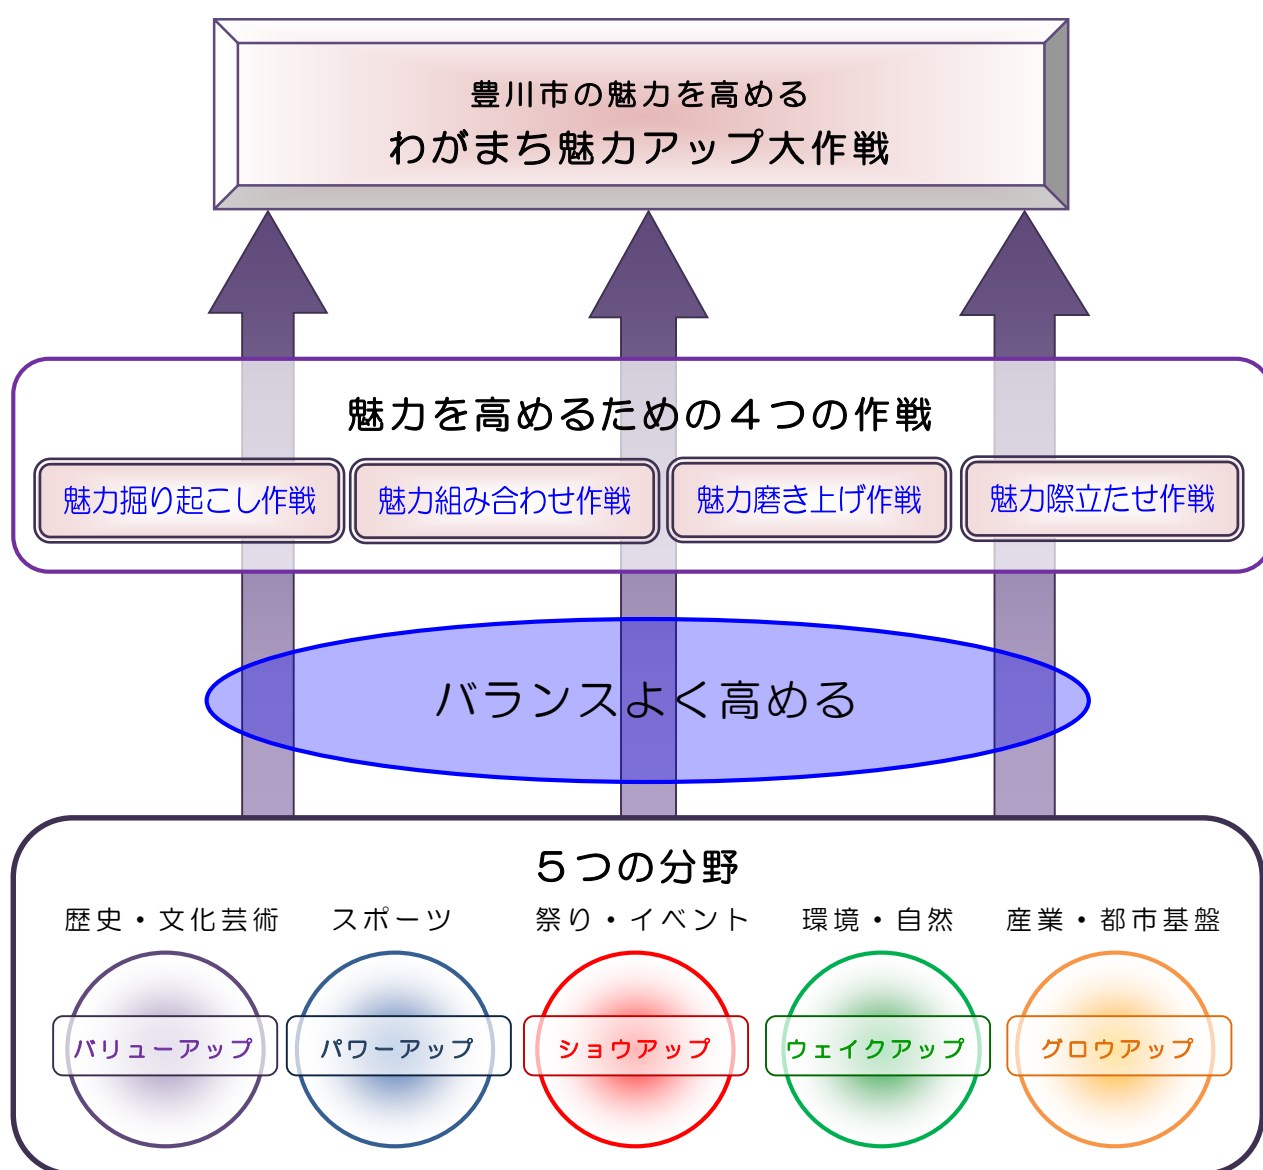 豊川市の魅力を高める
わがまち魅力アップ大作戦
魅力を高めるための４つの作戦
魅力掘り起こし作戦
魅力組み合わせ作戦
魅力磨き上げ作戦
魅力際立たせ作戦
バランスよく高める
５つの分野
歴史・文化芸術
スポーツ
祭り・イベント
環境・自然
産業・都市基盤
バリューアップ
パワーアップ
ショウアップ
ウェイクアップ
グロウアップ